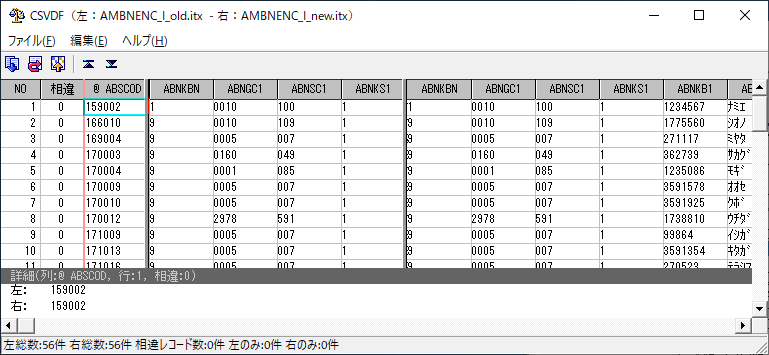 CSVDF（左：AMBNENC_I_old.itx - 右：AMBNENC_I_new.itx）
ファイル(F) 編集(E) ヘルプ(H)
NO 相違 @ ABSCOD ABNKBN ABNGC1 ABNSC1 ABNKS1 ABNKBN ABNGC1 ABNSC1 ABNKS1 ABNKB1
1 0 159002 1 0010 100 1 1 0010 100 1 1234567 ﾅﾐｴ
2 0 166010 9 0010 109 1 9 0010 109 1 1775560 ｼｵﾉ
3 0 169004 9 0005 007 1 9 0005 007 1 271117 ﾐﾔﾀ
4 0 170003 9 0160 049 1 9 0160 049 1 362739 ｻｶｸﾞ
5 0 170004 9 0001 085 1 9 0001 085 1 1235086 ﾓｷﾞ
6 0 170009 9 0005 007 1 9 0005 007 1 3591578 ｵｵｾ
7 0 170010 9 0005 007 1 9 0005 007 1 3591925 ｸﾎﾞ
8 0 170012 9 2978 591 1 9 2978 591 1 1738810 ｳﾁﾀﾞ
9 0 171009 9 0005 007 1 9 0005 007 1 99864 ｲｼｶﾞ
10 0 171013 9 0005 007 1 9 0005 007 1 3591354 ｷﾀｶﾞ
11 0 171016 9 0005 007 1 9 0005 007 1 270523
詳細(列:@ ABSCOD, 行:1, 相違:0)
左: 159002
右: 159002
左総数:56件 右総数:56件 相違レコード数:0件 左のみ:0件 右のみ:0件